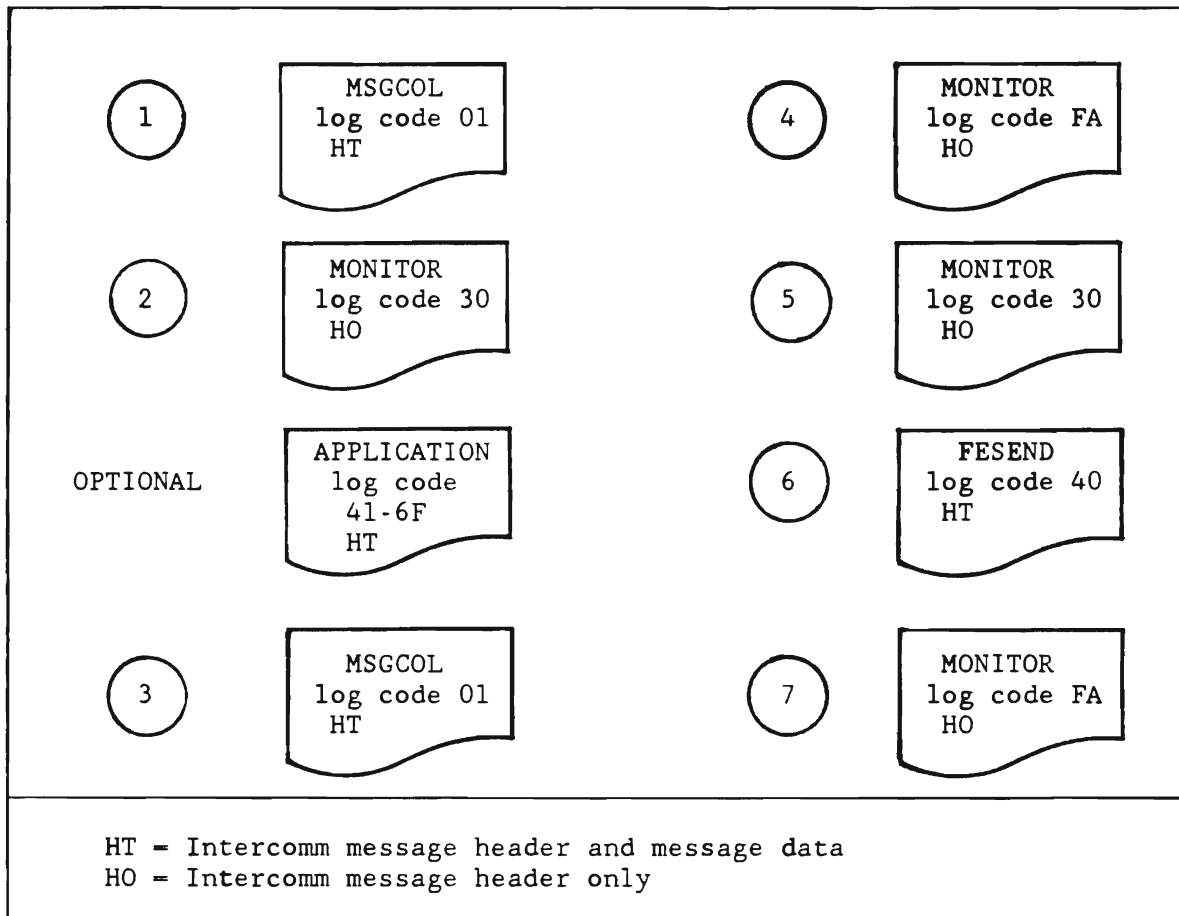 1
MSGCOL
log code 01
HT
2
MONITOR
log code 30
HO
OPTIONAL
APPLICATION
log code
41-6F
HT
3
MSGCOL
log code 01
HT
4
MONITOR
log code FA
HO
5
MONITOR
log code 30
HO
6
FESEND
log code 40
HT
7
MONITOR
log code FA
HO
HT = Intercomm message header and message data
HO = Intercomm message header only